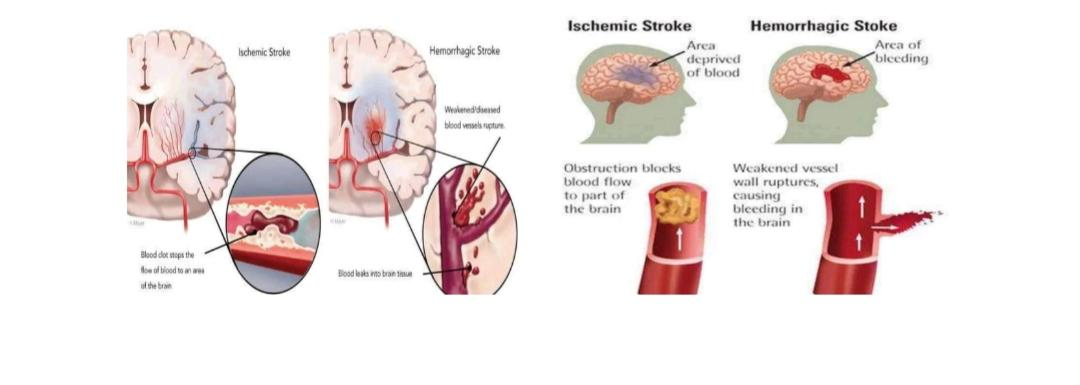 Ischemic Stroke
Hemorrhagic Stroke
Weakened/diseased
blood vessels rupture.
Blood clot stops the
flow of blood to an area
of the brain
Blood leaks into brain tissue
Ischemic Stroke
Hemorrhagic Stoke
Area
deprived
of blood
Area of
bleeding
Obstruction blocks
blood flow
to part of
the brain
Weakened vessel
wall ruptures,
causing
bleeding in
the brain